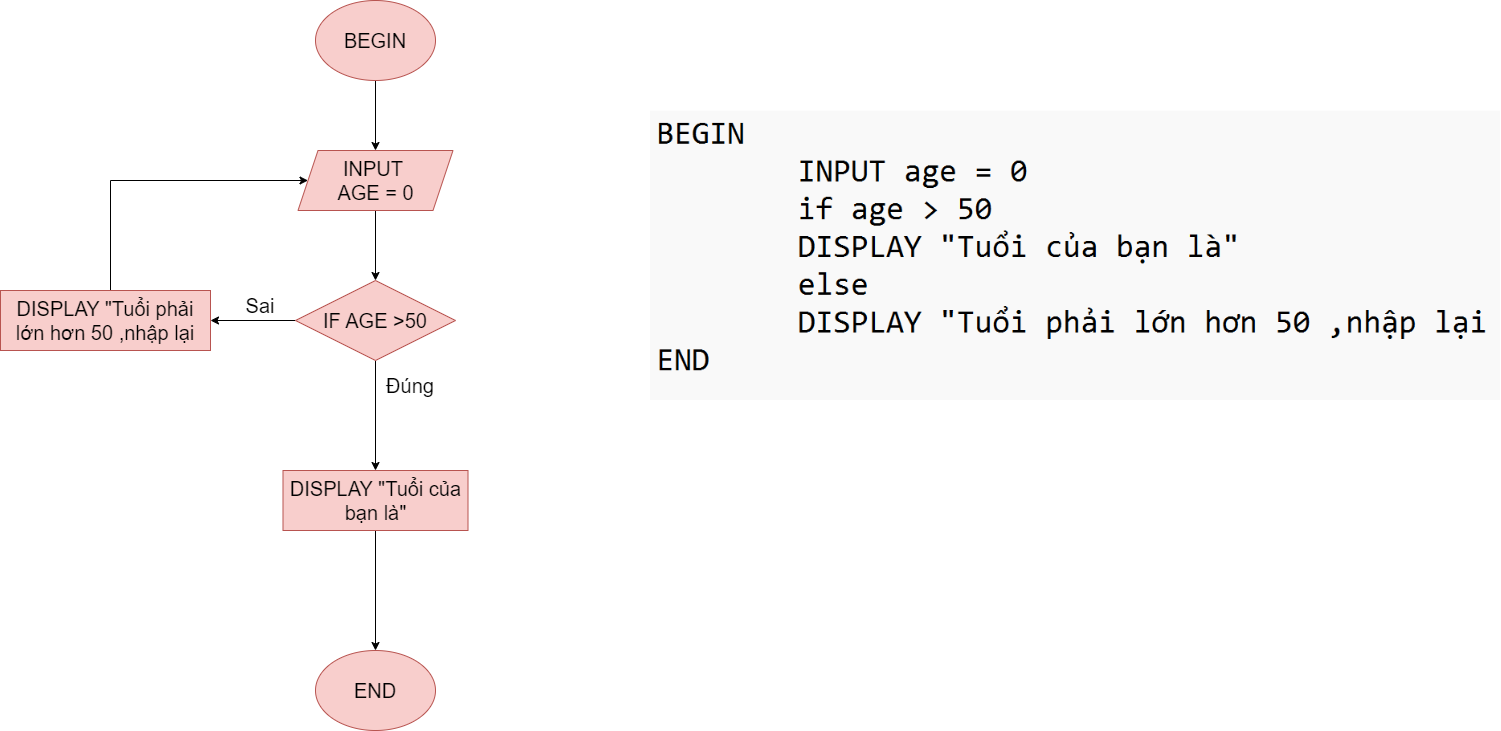 BEGIN
INPUT
AGE = 0
DISPLAY "Tuổi phải
lớn hơn 50 ,nhập lại
Sai
IF AGE >50
Đúng
DISPLAY "Tuổi của
bạn là"
END
BEGIN
INPUT age = 0
if age > 50
DISPLAY "Tuổi của bạn là"
else
DISPLAY "Tuổi phải lớn hơn 50 ,nhập lại
END